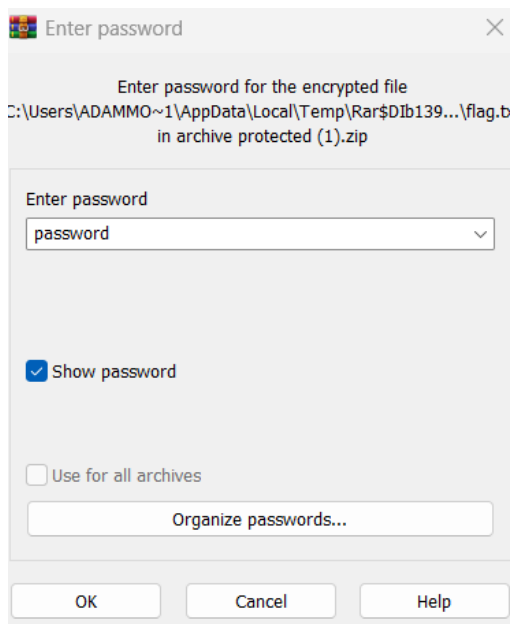 Enter password
Enter password for the encrypted file
C:\Users\ADAMMO~1\AppData\Local\Temp\Rar$DIb139...\flag.tx
in archive protected (1).zip
Enter password
password
Show password
Use for all archives
Organize passwords...
OK
Cancel
Help